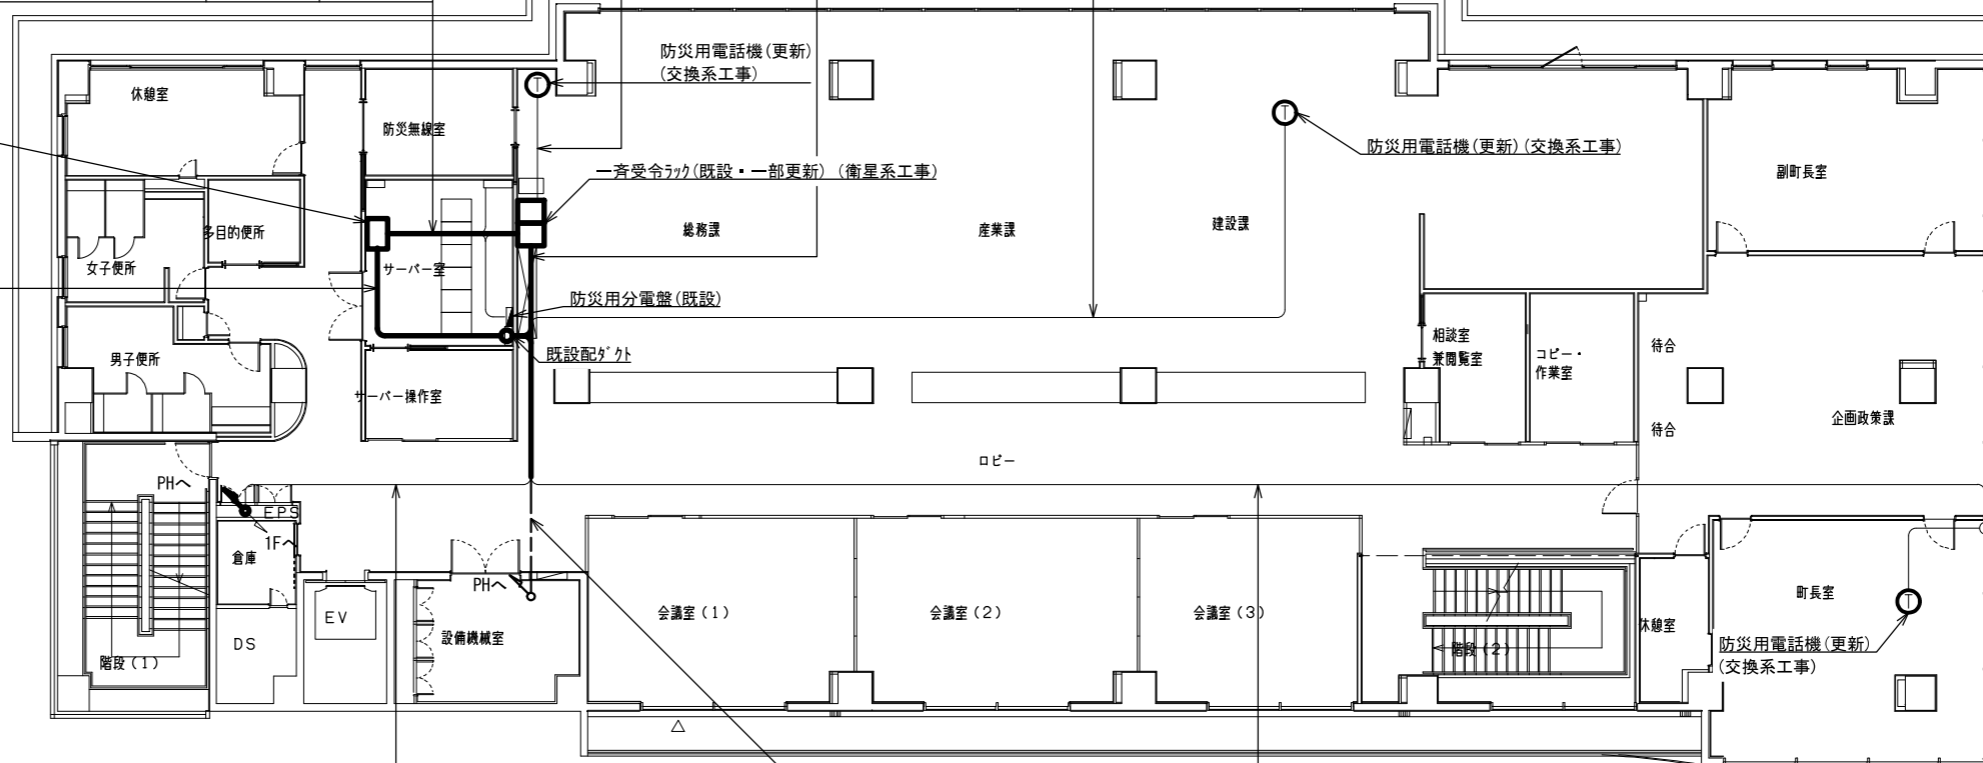 防災用電話機(更新)
(交換系工事)
休憩室
防災無線室
T
T
防災用電話機(更新)(交換系工事)
一斉受令ラック(既設・一部更新) (衛星系工事)
副町長室
多目的便所
総務課
産業課
建設課
女子便所
サーバー室
防災用分電盤(既設)
相談室
兼閲覧室
コピー・
作業室
待合
男子便所
既設配ダクト
サーバー操作室
企画政策課
待合
ロビー
PHへ
EPS
1Fへ
倉庫
PHへ
町長室
T
EV
会議室(1)
会議室(2)
会議室(3)
休憩室
DS
設備機械室
階段(1)
階段(2)
防災用電話機(更新)
(交換系工事)